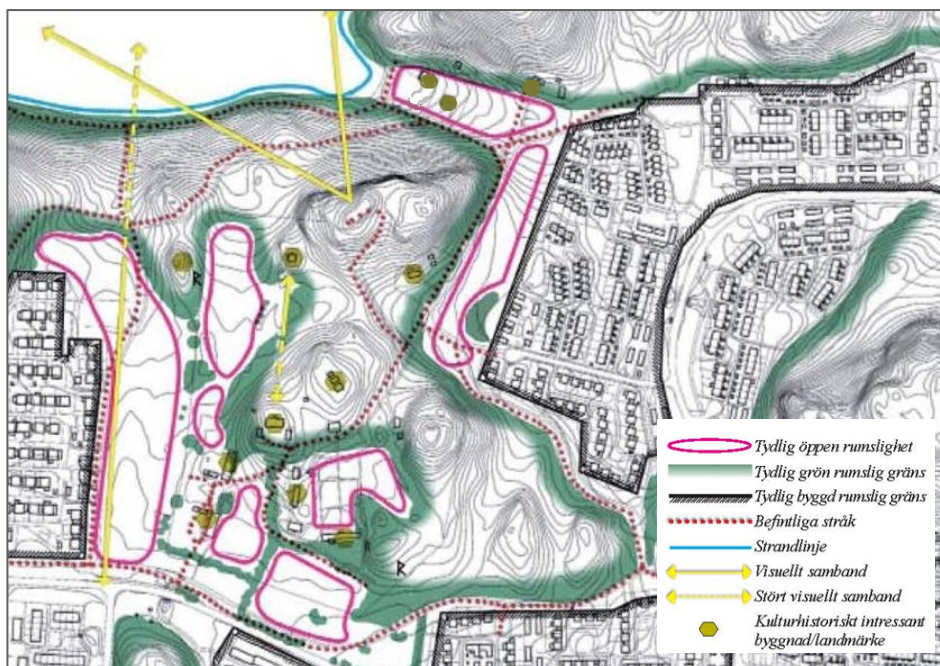 Tydlig öppen rumslighet
Tydlig grön rumslig gräns
Tydlig byggd rumslig gräns
Befintliga stråk
Strandlinje
Visuellt samband
Stört visuellt samband
Kulturhistoriskt intressant
byggnad/landmärke